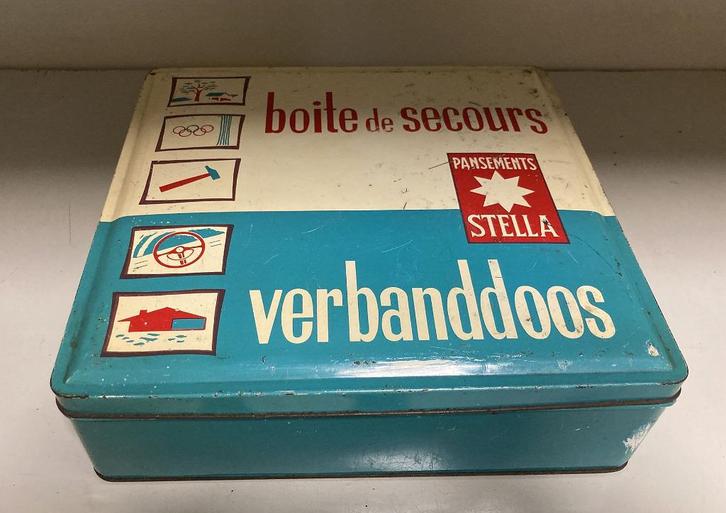 boite de secours
PANSEMENTS
STELLA
verbanddoos